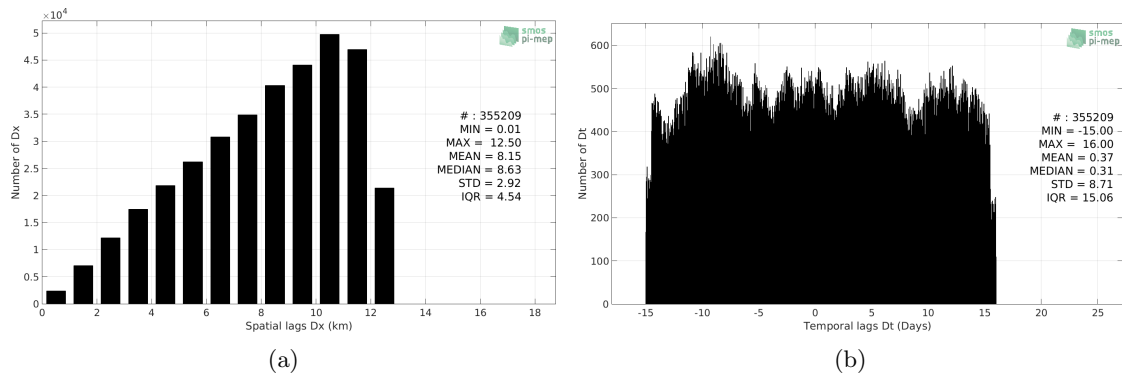 ×10⁴
5
4.5
4
3.5
3
2.5
2
1.5
1
0.5
0
Number of Dx
0 2 4 6 8 10 12 14 16 18
Spatial lags Dx (km)
smos
pi-mep
# : 355209
MIN = 0.01
MAX = 12.50
MEAN = 8.15
MEDIAN = 8.63
STD = 2.92
IQR = 4.54
(a)
600
500
400
300
200
100
0
Number of Dt
-15 -10 -5 0 5 10 15 20 25
Temporal lags Dt (Days)
smos
pi-mep
# : 355209
MIN = -15.00
MAX = 16.00
MEAN = 0.37
MEDIAN = 0.31
STD = 8.71
IQR = 15.06
(b)